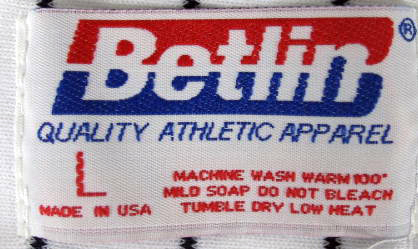 Betlin®
QUALITY ATHLETIC APPAREL
L
MACHINE WASH WARM 100°
MILD SOAP DO NOT BLEACH
MADE IN USA TUMBLE DRY LOW HEAT